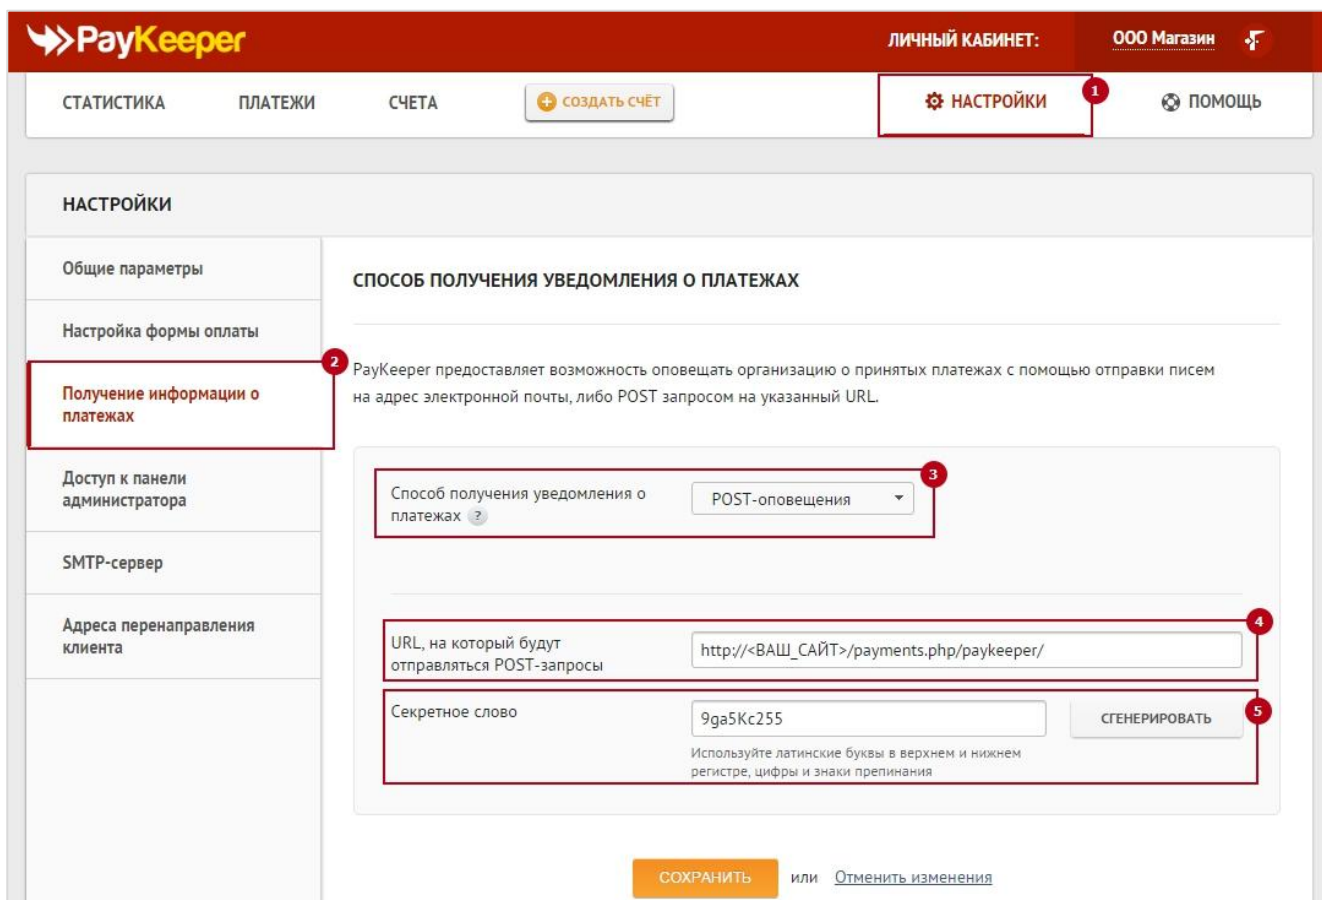 PayKeeper
ЛИЧНЫЙ КАБИНЕТ:
ООО Магазин
СТАТИСТИКА
ПЛАТЕЖИ
СЧЕТА
СОЗДАТЬ СЧЁТ
НАСТРОЙКИ
1
ПОМОЩЬ
НАСТРОЙКИ
Общие параметры
Настройка формы оплаты
2
Получение информации о
платежах
Доступ к панели
администратора
SMTP-сервер
Адреса перенаправления
клиента
СПОСОБ ПОЛУЧЕНИЯ УВЕДОМЛЕНИЯ О ПЛАТЕЖАХ
PayKeeper предоставляет возможность оповещать организацию о принятых платежах с помощью отправки писем
на адрес электронной почты, либо POST запросом на указанный URL.
3
Способ получения уведомления о
платежах ?
POST-оповещения
4
URL, на который будут
отправляться POST-запросы
http://<ВАШ_САЙТ>/payments.php/paykeeper/
5
Секретное слово
9ga5Kc255
СГЕНЕРИРОВАТЬ
Используйте латинские буквы в верхнем и нижнем
регистре, цифры и знаки препинания
СОХРАНИТЬ
или
Отменить изменения